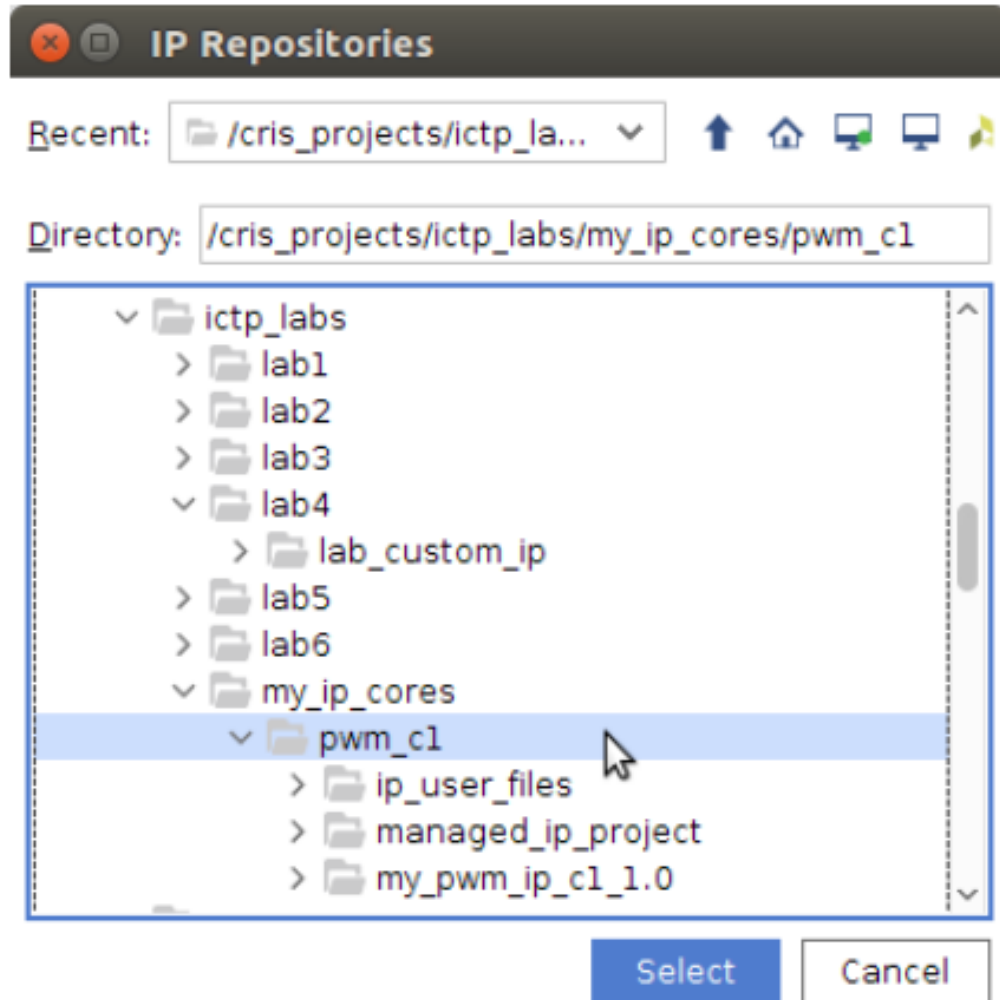 IP Repositories
Recent: /cris_projects/ictp_la...
Directory: /cris_projects/ictp_labs/my_ip_cores/pwm_c1
ictp_labs
lab1
lab2
lab3
lab4
lab_custom_ip
lab5
lab6
my_ip_cores
pwm_c1
ip_user_files
managed_ip_project
my_pwm_ip_c1_1.0
Select Cancel